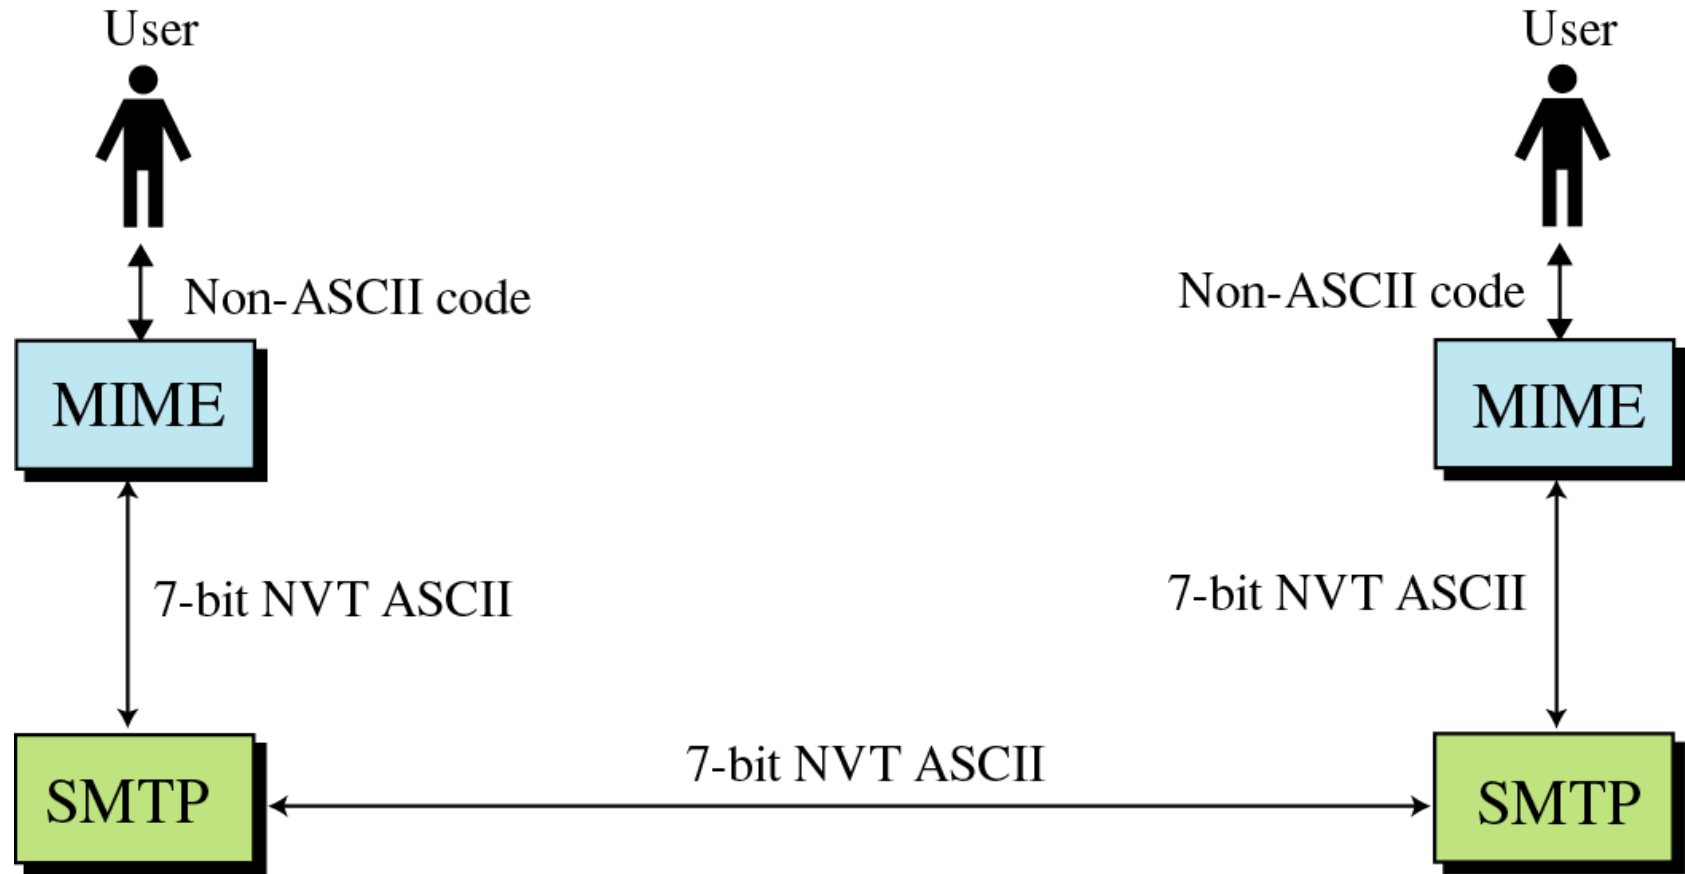 User
User
Non-ASCII code
Non-ASCII code
MIME
MIME
7-bit NVT ASCII
7-bit NVT ASCII
7-bit NVT ASCII
SMTP
SMTP